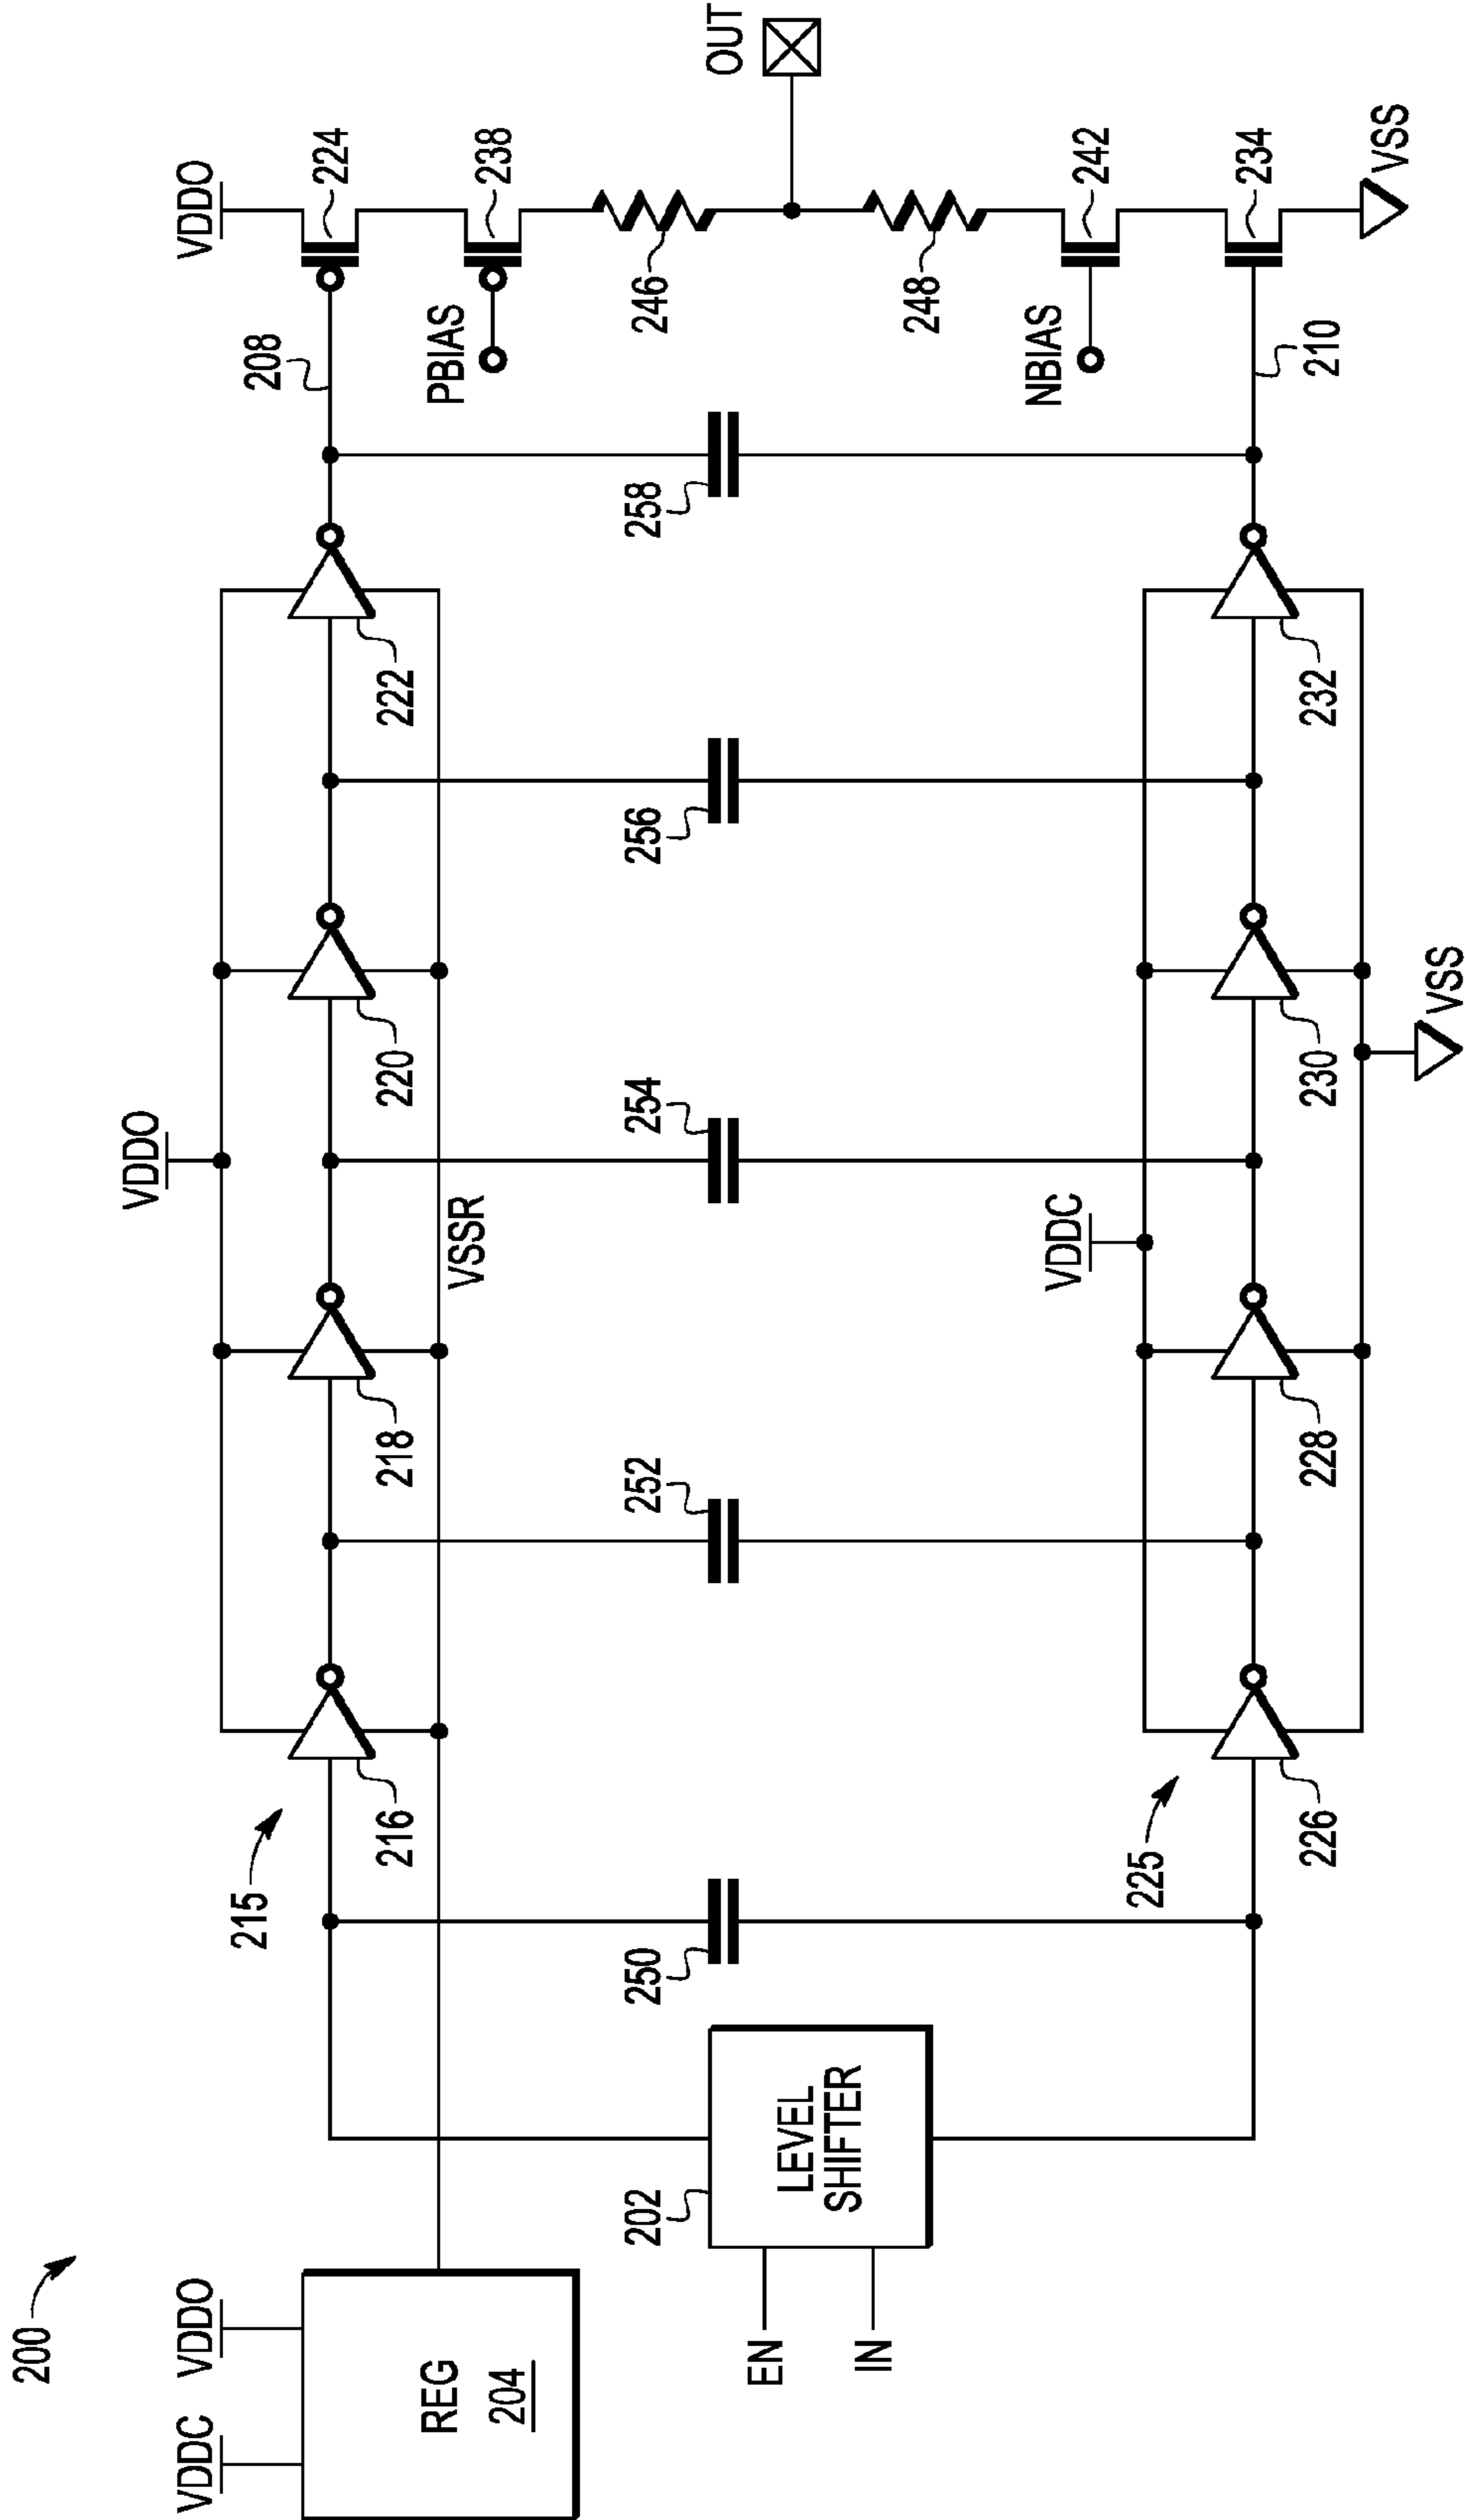 200
VDDC
VDDO
REG
204
EN
IN
202
LEVEL
SHIFTER
215
216
218
220
222
VDDO
VSSR
250
252
254
256
258
225
226
228
230
232
VDDC
VSS
208
210
VDDO
224
PBIAS
238
246
OUT
248
NBIAS
242
234
VSS